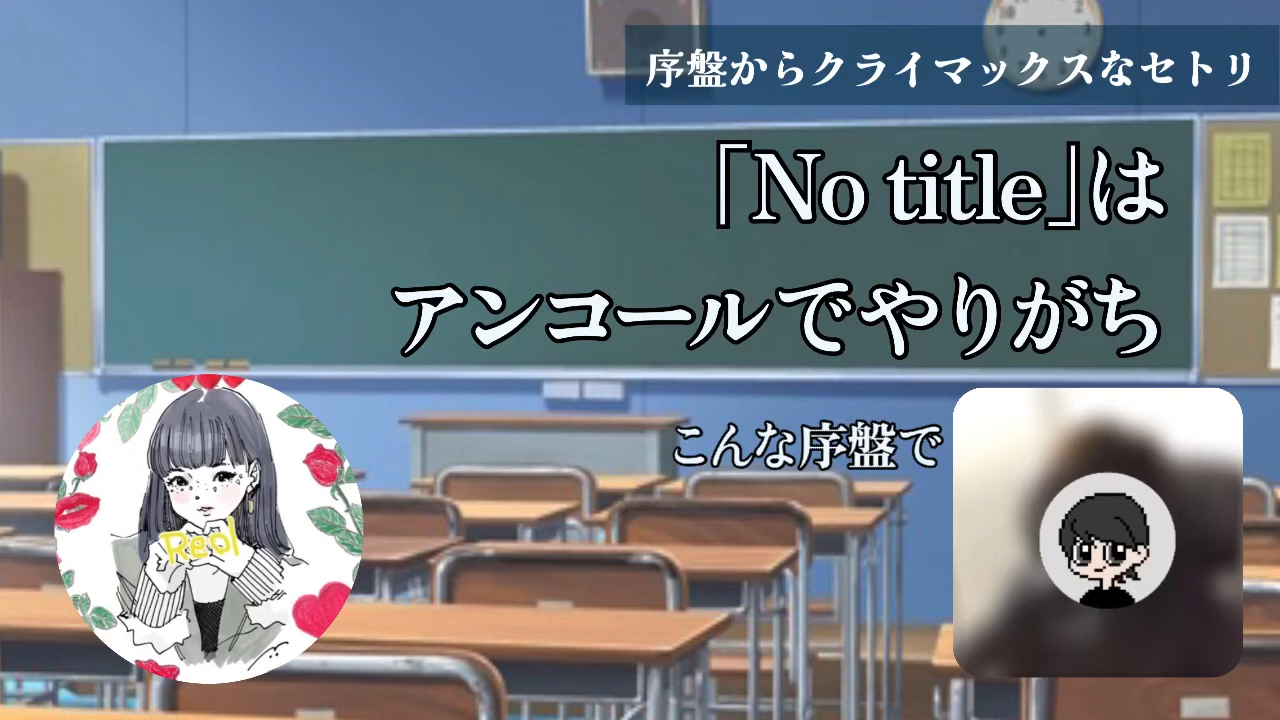 序盤からクライマックスなセトリ
「No title」は
アンコールでやりがち
こんな序盤で
Reol
10